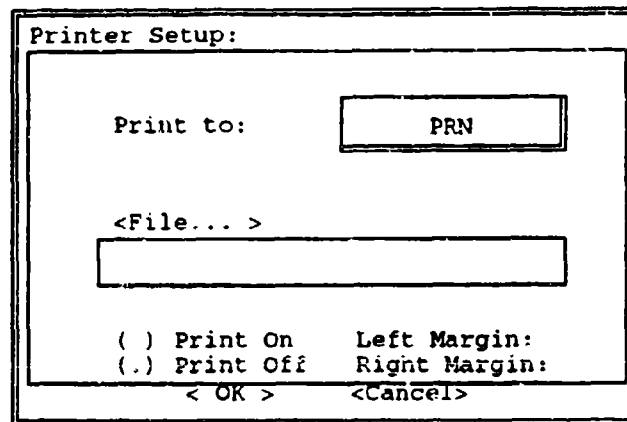 Printer Setup:
Print to: PRN
<File... >
( ) Print On Left Margin:
(.) Print Off Right Margin:
< OK > <Cancel>